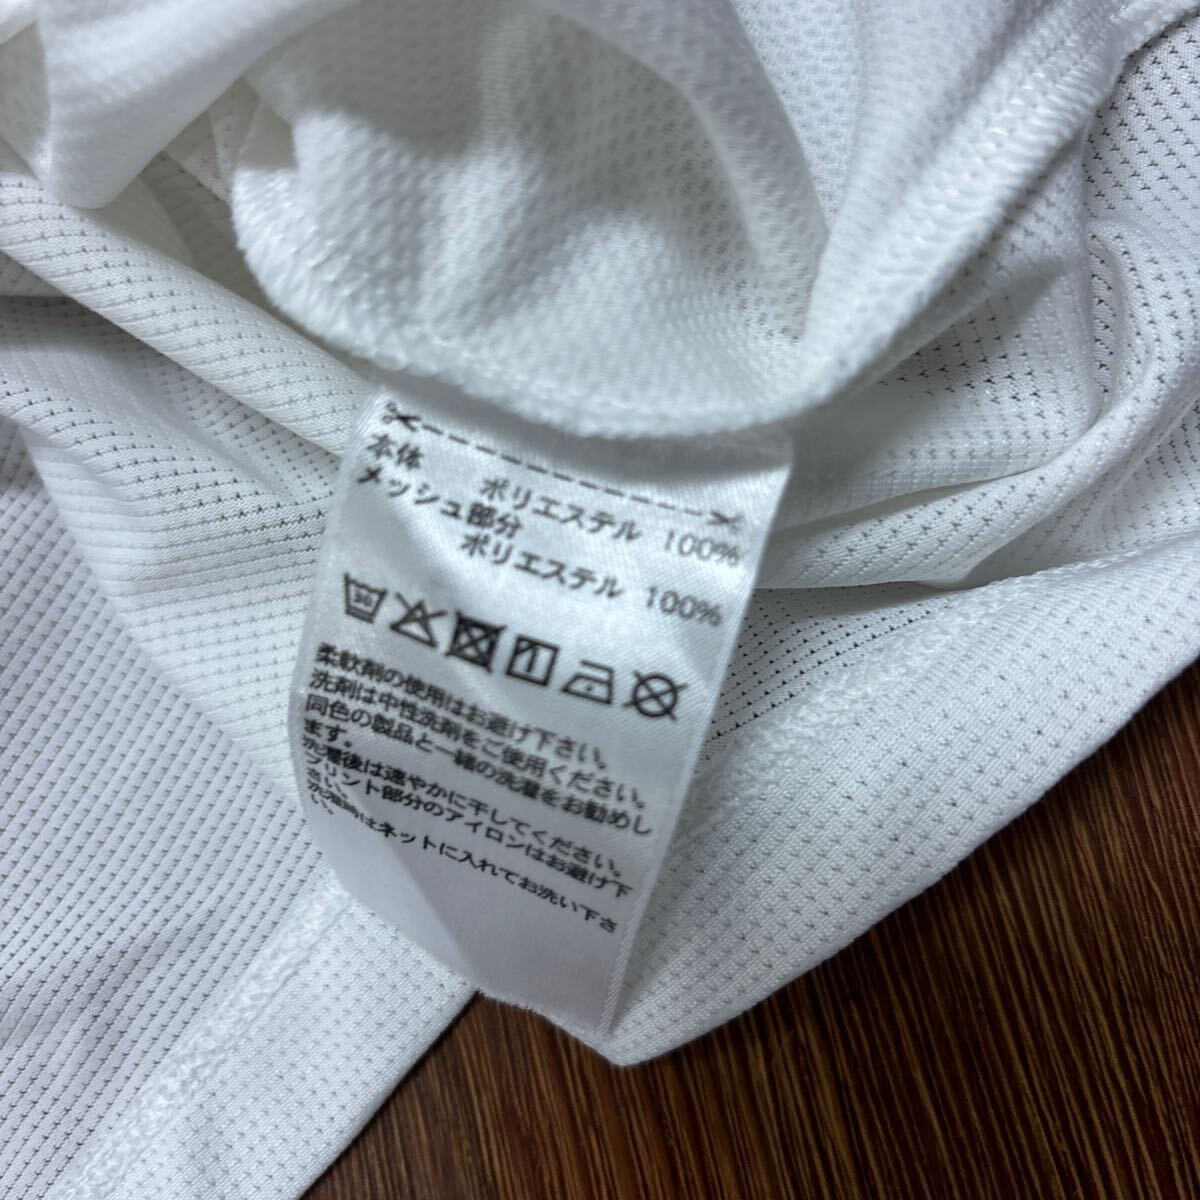 本体 ポリエステル 100%
メッシュ部分
ポリエステル 100%
30
柔軟剤の使用はお避け下さい。
洗剤は中性洗剤をご使用ください。
同色の製品と一緒の洗濯をお勧めし
ます。
洗濯後は速やかに干してください。
プリント部分のアイロンはお避け下
さい。
洗濯時はネットに入れてお洗い下さ
い。